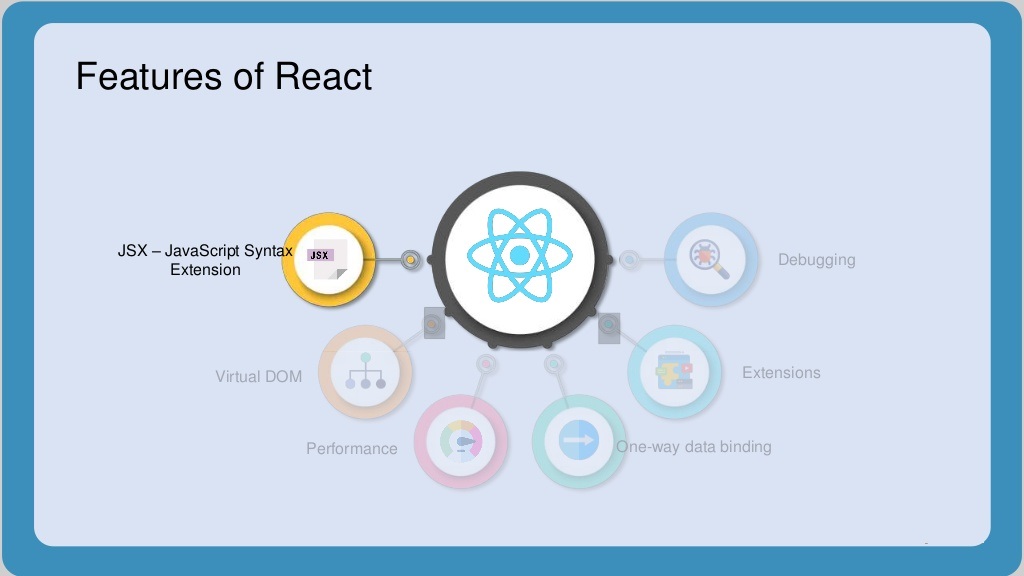 Features of React
JSX – JavaScript Syntax
Extension
JSX
Debugging
Virtual DOM
Extensions
Performance
One-way data binding